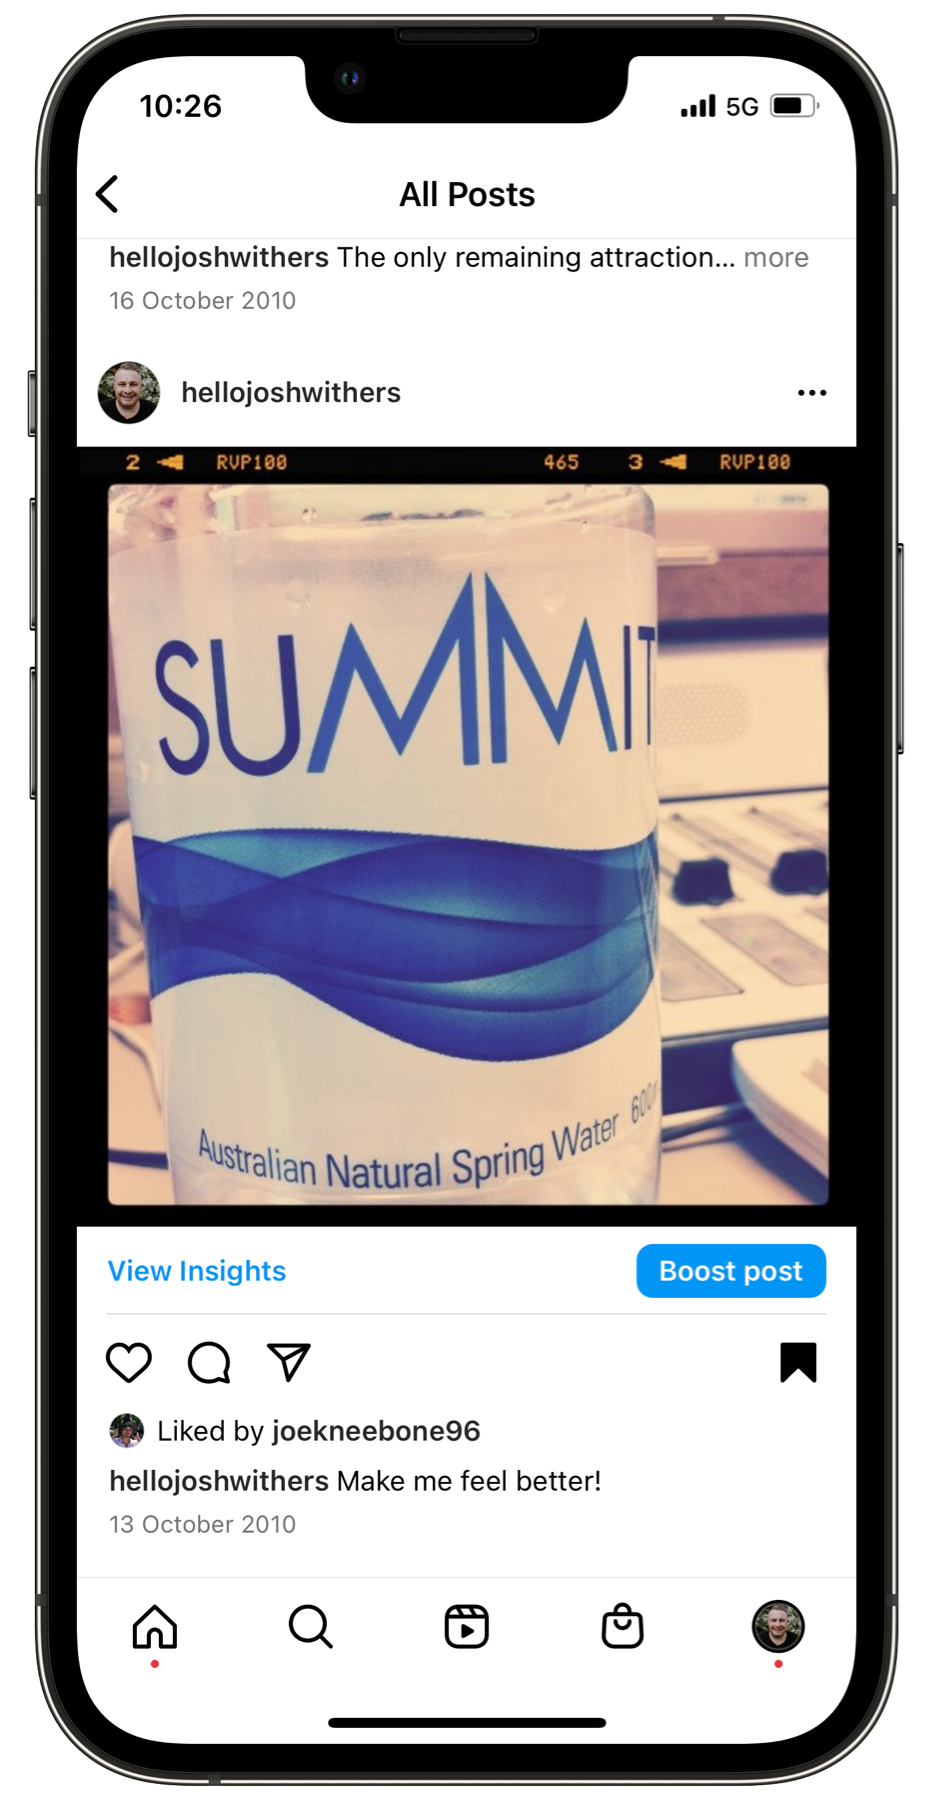 10:26
5G
All Posts
hellojoshwithers The only remaining attraction... more
16 October 2010
hellojoshwithers
2 RVP100 465 3 RVP100
SUMMIT
Australian Natural Spring Water
View Insights
Boost post
Liked by joekneebone96
hellojoshwithers Make me feel better!
13 October 2010